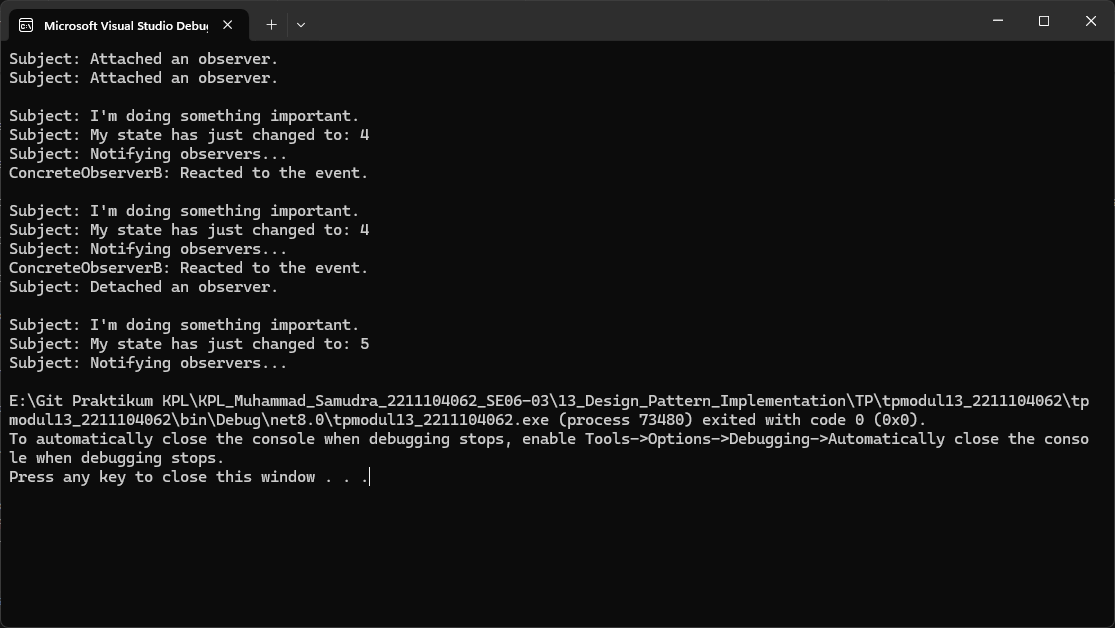 Microsoft Visual Studio Debug
Subject: Attached an observer.
Subject: Attached an observer.
Subject: I'm doing something important.
Subject: My state has just changed to: 4
Subject: Notifying observers...
ConcreteObserverB: Reacted to the event.
Subject: I'm doing something important.
Subject: My state has just changed to: 4
Subject: Notifying observers...
ConcreteObserverB: Reacted to the event.
Subject: Detached an observer.
Subject: I'm doing something important.
Subject: My state has just changed to: 5
Subject: Notifying observers...
E:\Git Praktikum KPL\KPL_Muhammad_Samudra_2211104062_SE06-03\13_Design_Pattern_Implementation\TP\tpmodul13_2211104062\tp
modul13_2211104062\bin\Debug\net8.0\tpmodul13_2211104062.exe (process 73480) exited with code 0 (0x0).
To automatically close the console when debugging stops, enable Tools->Options->Debugging->Automatically close the conso
le when debugging stops.
Press any key to close this window . . .